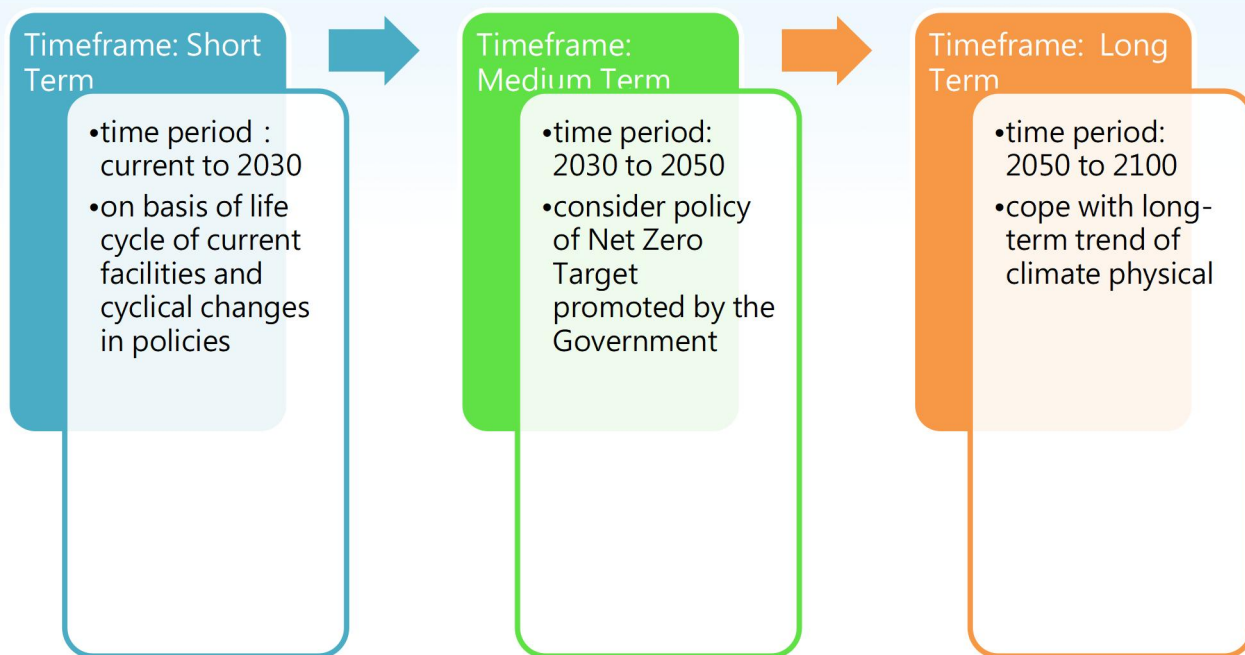 Timeframe: Short
Term
•time period：
current to 2030
•on basis of life
cycle of current
facilities and
cyclical changes
in policies
Timeframe:
Medium Term
•time period:
2030 to 2050
•consider policy
of Net Zero
Target
promoted by the
Government
Timeframe: Long
Term
•time period:
2050 to 2100
•cope with long-
term trend of
climate physical